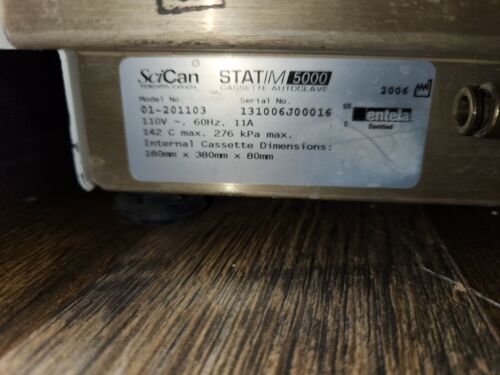 SciCan STATIM 5000
TORONTO, CANADA CASSETTE AUTOCLAVE
2006
Model No. Serial No.
01-201103 131006J00016
110V ~. 60Hz. 11A
142 C max. 276 kPa max.
Internal Cassette Dimensions:
180mm x 380mm x 80mm
US
entela
C
Certified